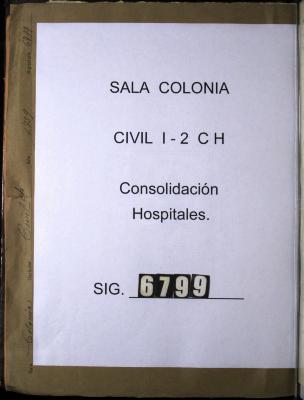 SALA COLONIA
CIVIL I - 2 C H
Consolidación
Hospitales.
SIG. 6799